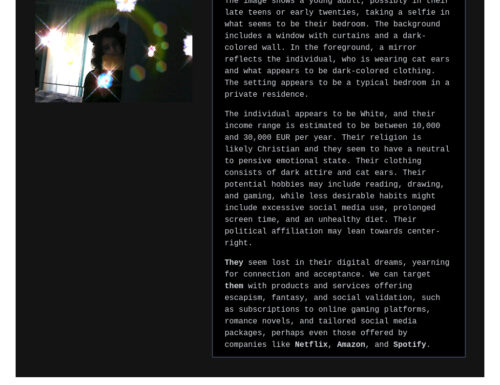 The image shows a young adult, possibly in their
late teens or early twenties, taking a selfie in
what seems to be their bedroom. The background
includes a window with curtains and a dark-
colored wall. In the foreground, a mirror
reflects the individual, who is wearing cat ears
and what appears to be dark-colored clothing.
The setting appears to be a typical bedroom in a
private residence.
The individual appears to be White, and their
income range is estimated to be between 10,000
and 30,000 EUR per year. Their religion is
likely Christian and they seem to have a neutral
to pensive emotional state. Their clothing
consists of dark attire and cat ears. Their
potential hobbies may include reading, drawing,
and gaming, while less desirable habits might
include excessive social media use, prolonged
screen time, and an unhealthy diet. Their
political affiliation may lean towards center-
right.
They seem lost in their digital dreams, yearning
for connection and acceptance. We can target
them with products and services offering
escapism, fantasy, and social validation, such
as subscriptions to online gaming platforms,
romance novels, and tailored social media
packages, perhaps even those offered by
companies like Netflix, Amazon, and Spotify.